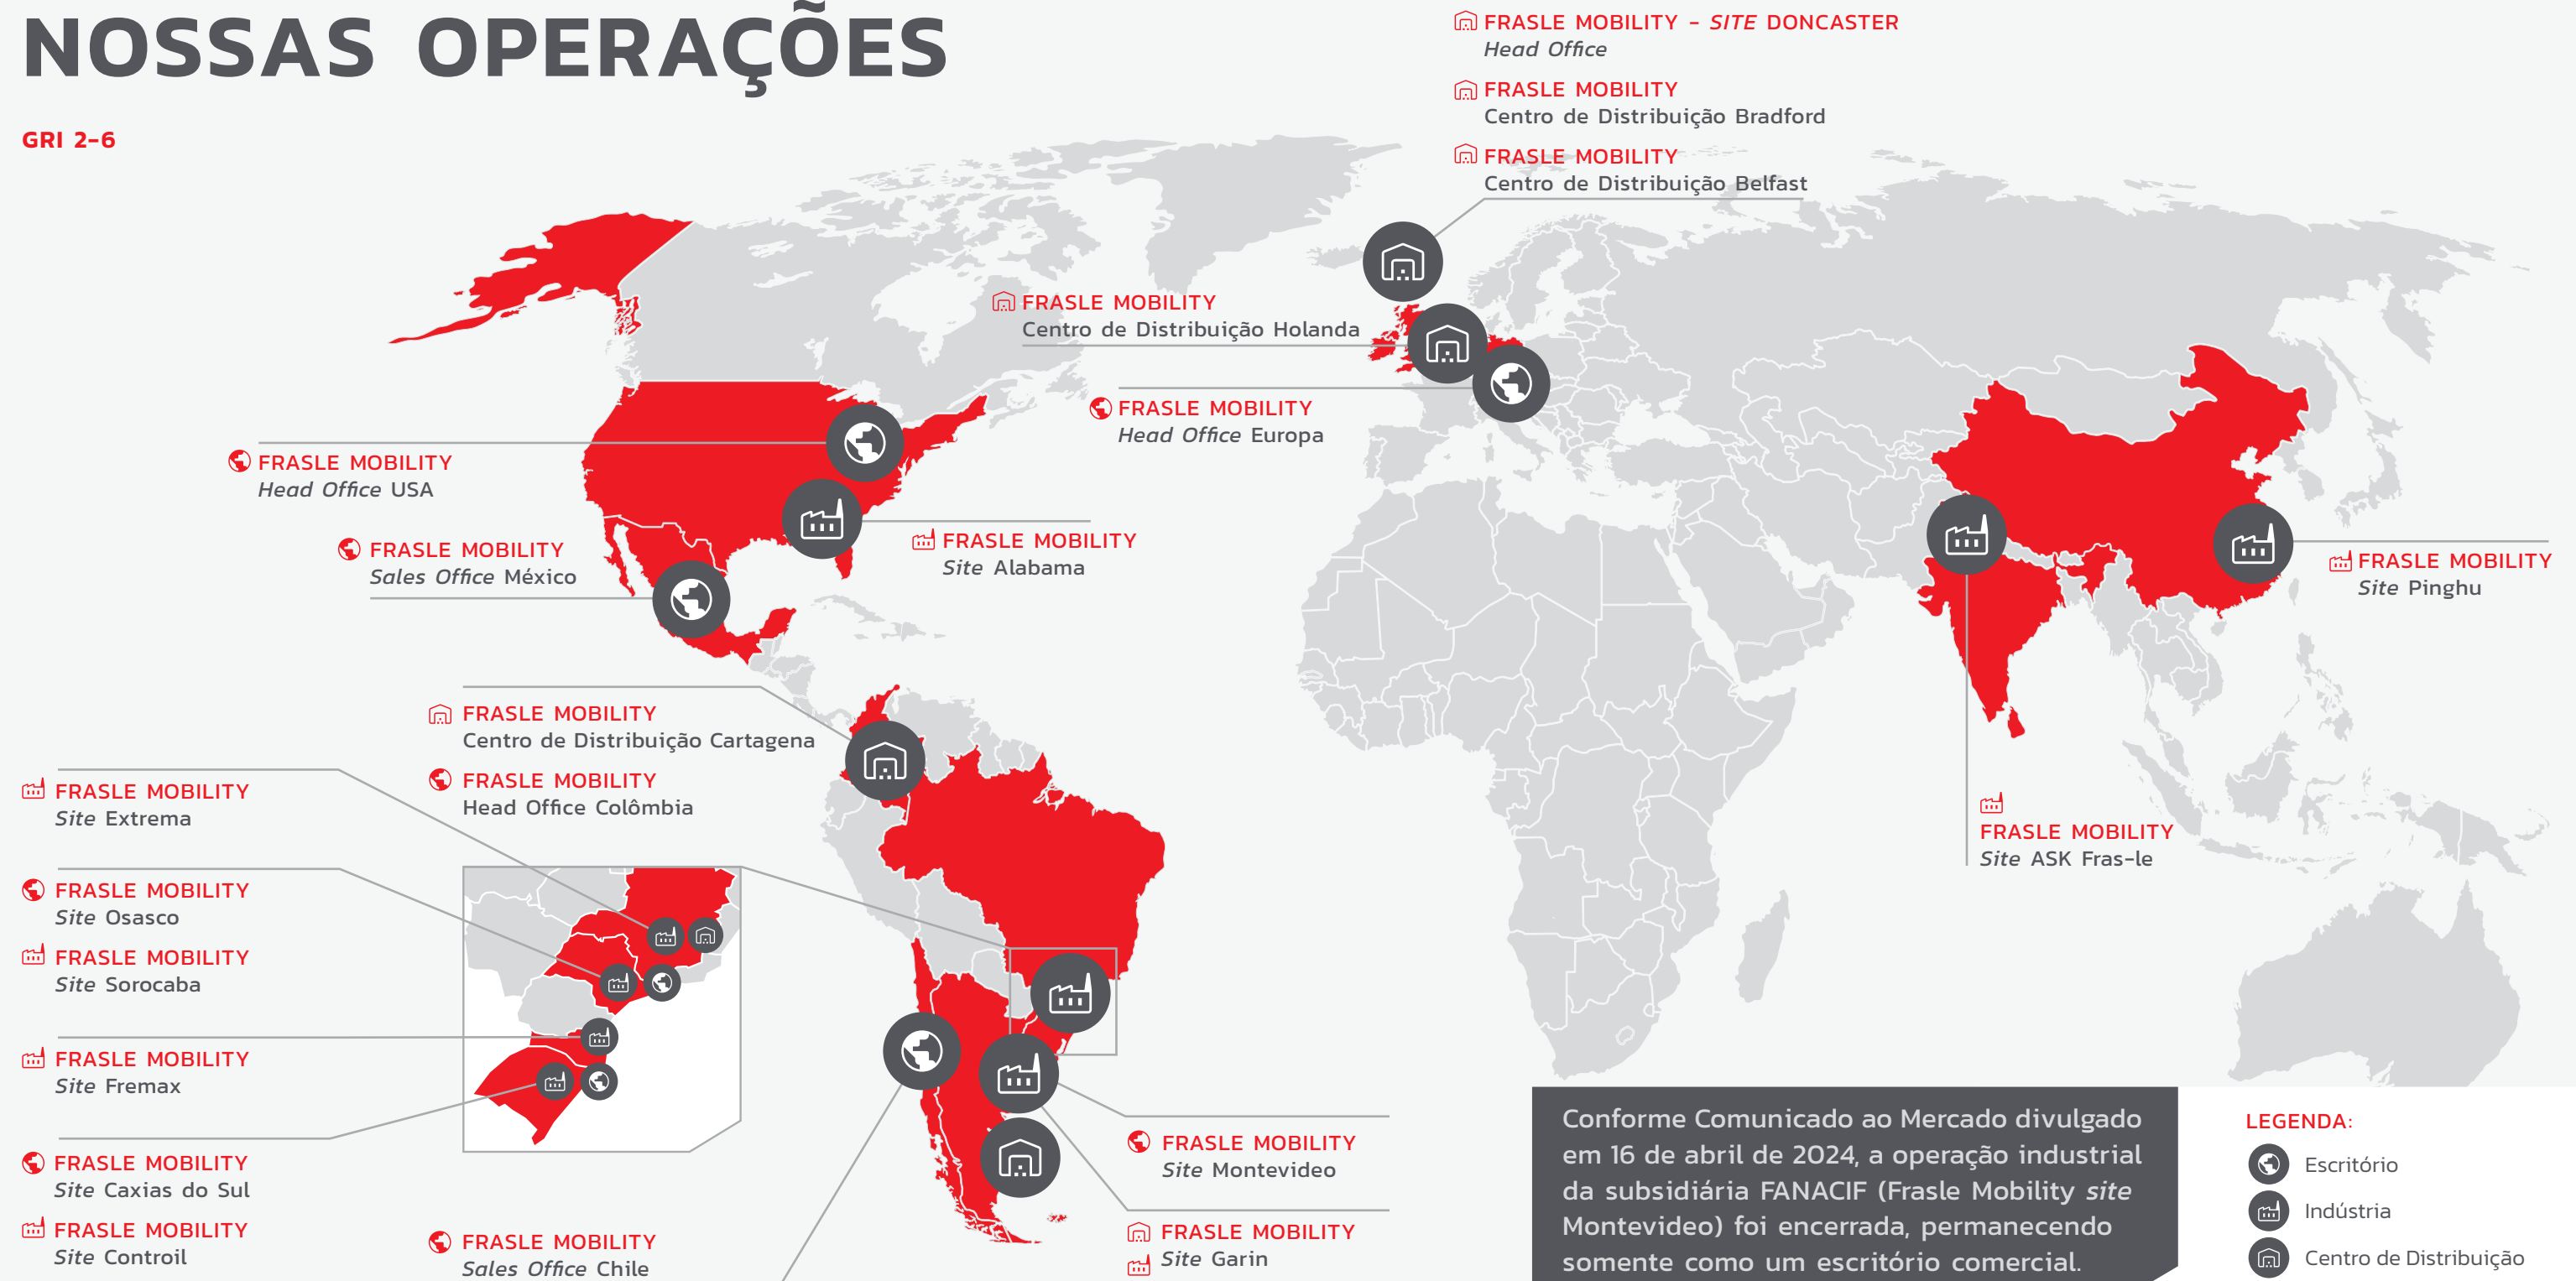 NOSSAS OPERAÇÕES
GRI 2-6
FRASLE MOBILITY - SITE DONCASTER
Head Office
FRASLE MOBILITY
Centro de Distribuição Bradford
FRASLE MOBILITY
Centro de Distribuição Belfast
FRASLE MOBILITY
Centro de Distribuição Holanda
FRASLE MOBILITY
Head Office Europa
FRASLE MOBILITY
Head Office USA
FRASLE MOBILITY
Site Alabama
FRASLE MOBILITY
Sales Office México
FRASLE MOBILITY
Site Pinghu
FRASLE MOBILITY
Site ASK Fras-le
FRASLE MOBILITY
Centro de Distribuição Cartagena
FRASLE MOBILITY
Head Office Colômbia
FRASLE MOBILITY
Site Extrema
FRASLE MOBILITY
Site Osasco
FRASLE MOBILITY
Site Sorocaba
FRASLE MOBILITY
Site Fremax
FRASLE MOBILITY
Site Caxias do Sul
FRASLE MOBILITY
Site Controil
FRASLE MOBILITY
Sales Office Chile
FRASLE MOBILITY
Site Montevideo
FRASLE MOBILITY
Site Garin
Conforme Comunicado ao Mercado divulgado
em 16 de abril de 2024, a operação industrial
da subsidiária FANACIF (Frasle Mobility site
Montevideo) foi encerrada, permanecendo
somente como um escritório comercial.
LEGENDA:
Escritório
Indústria
Centro de Distribuição